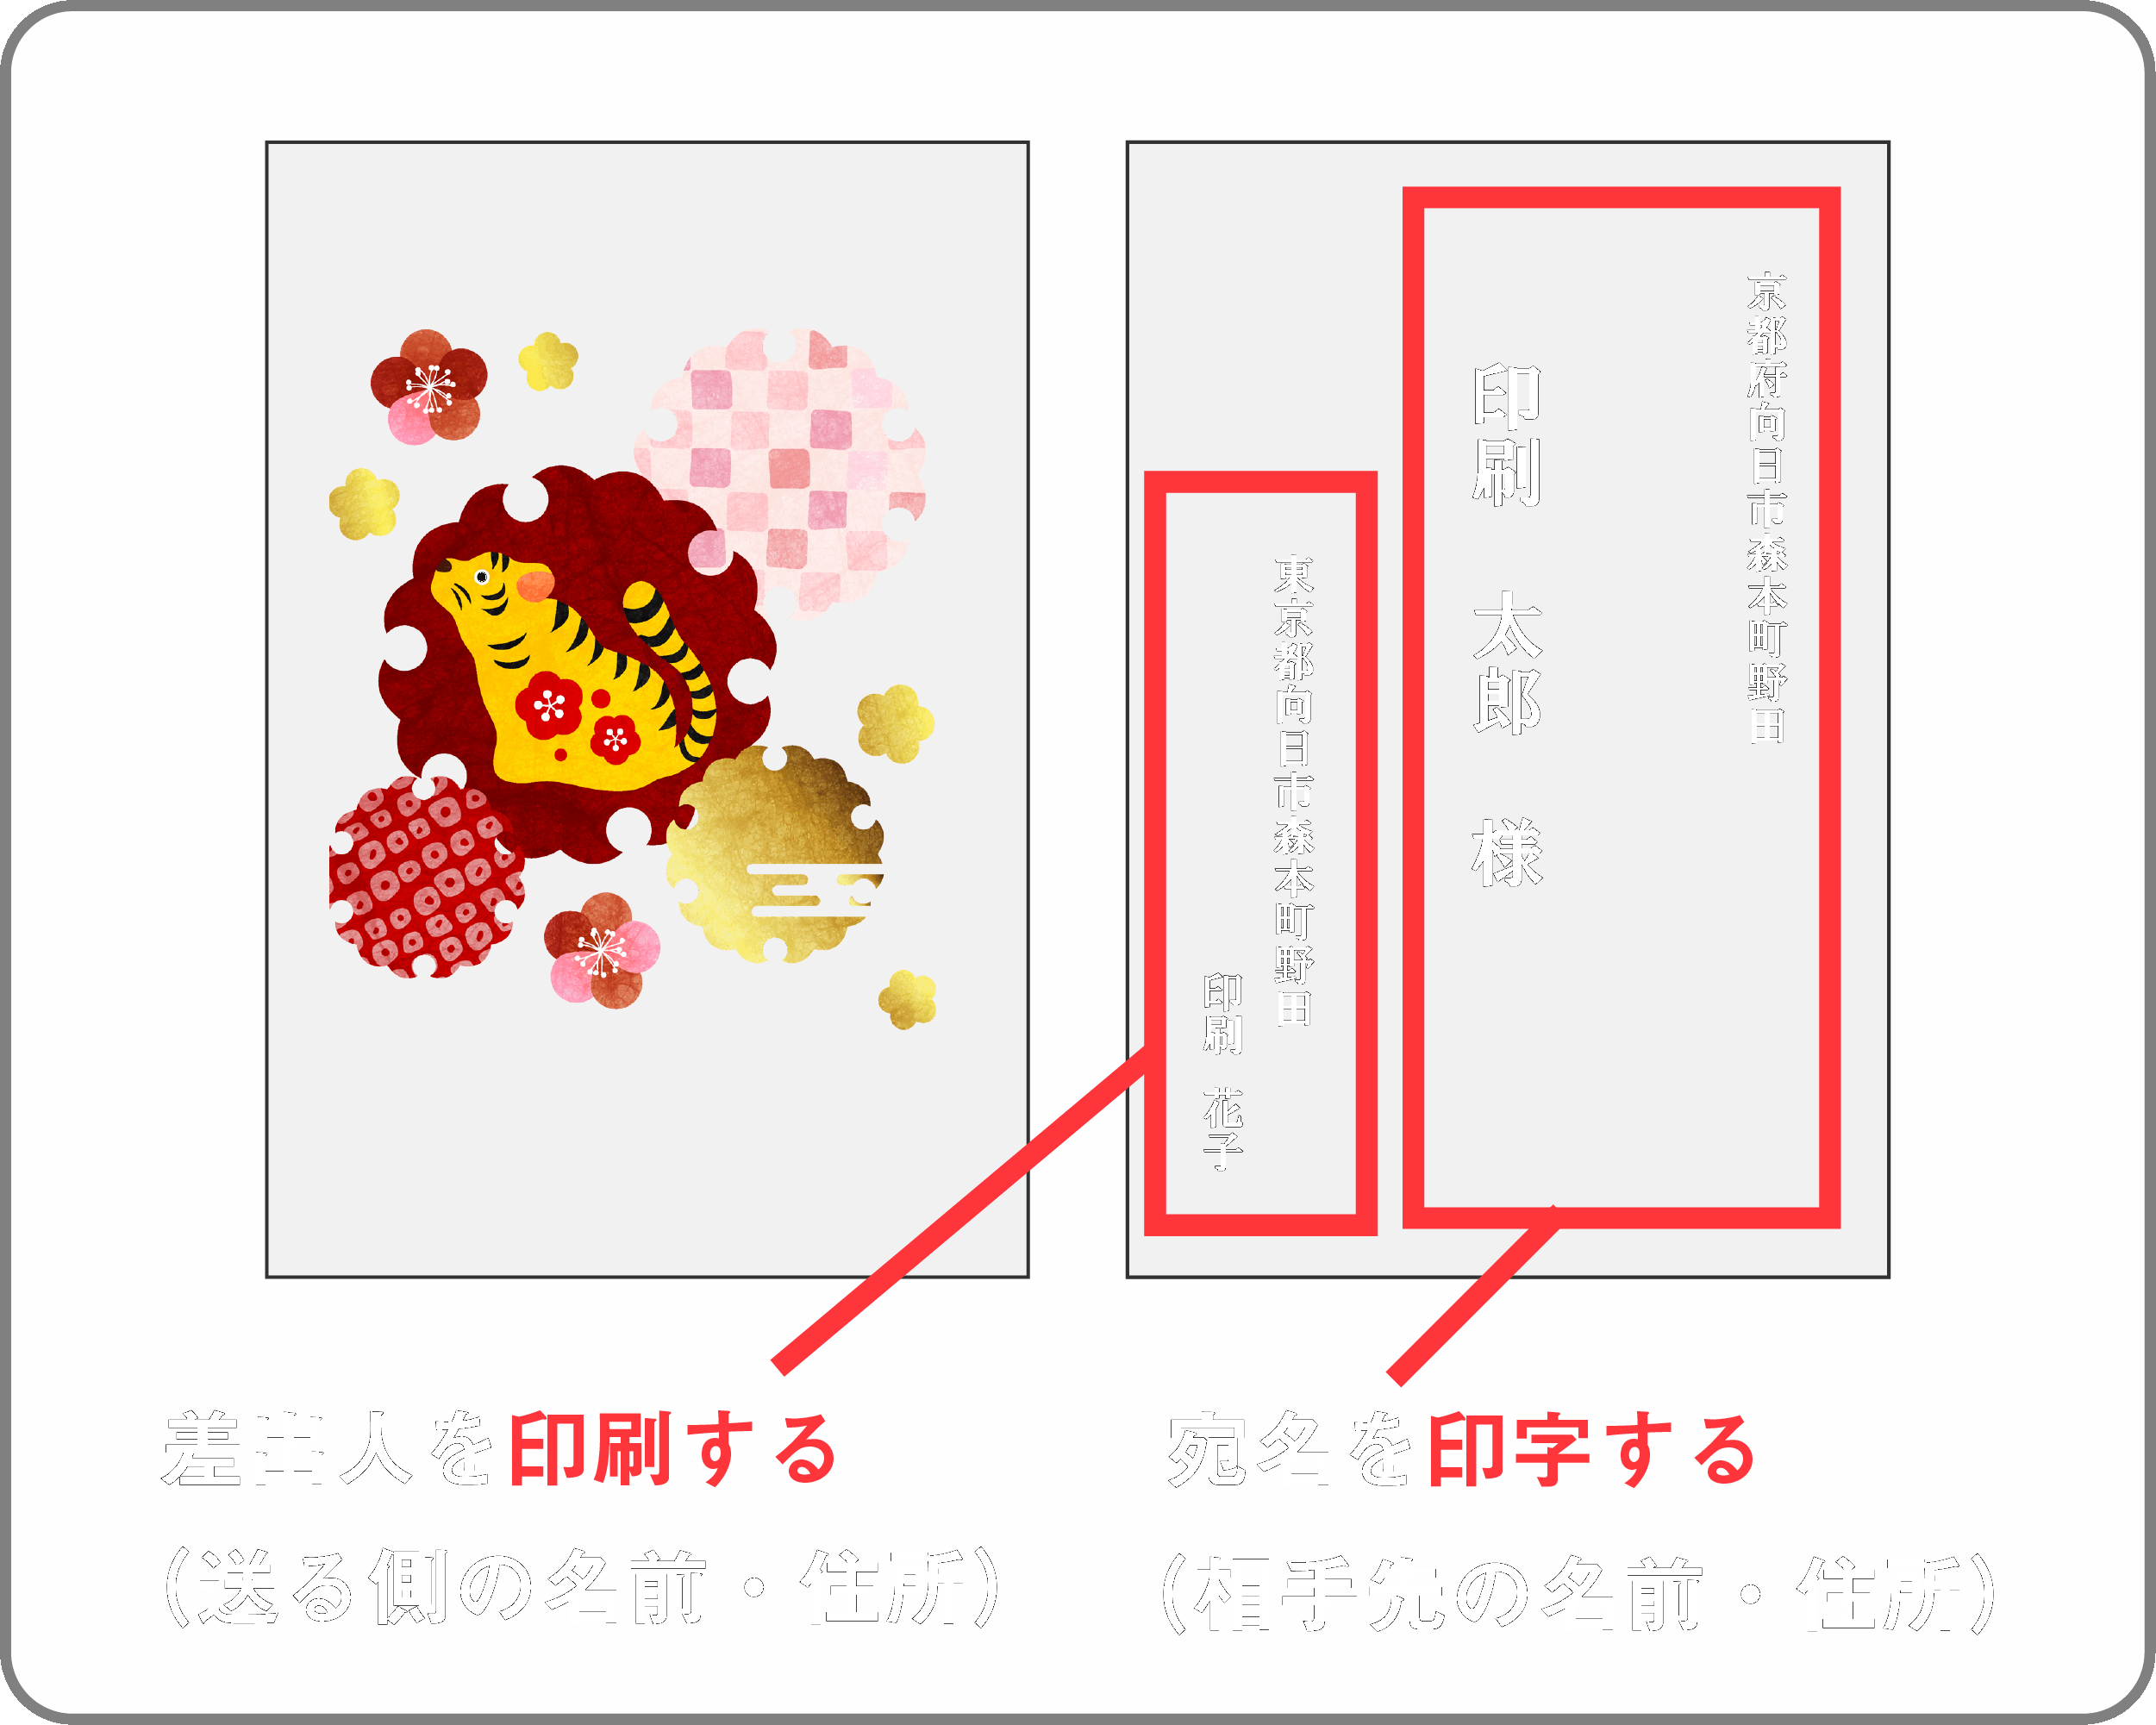 京都府向日市森本町野田
印刷 太郎 様
東京都向日市森本町野田
印刷 花子
差出人を印刷する
(送る側の名前・住所)
宛名を印字する
(相手先の名前・住所)